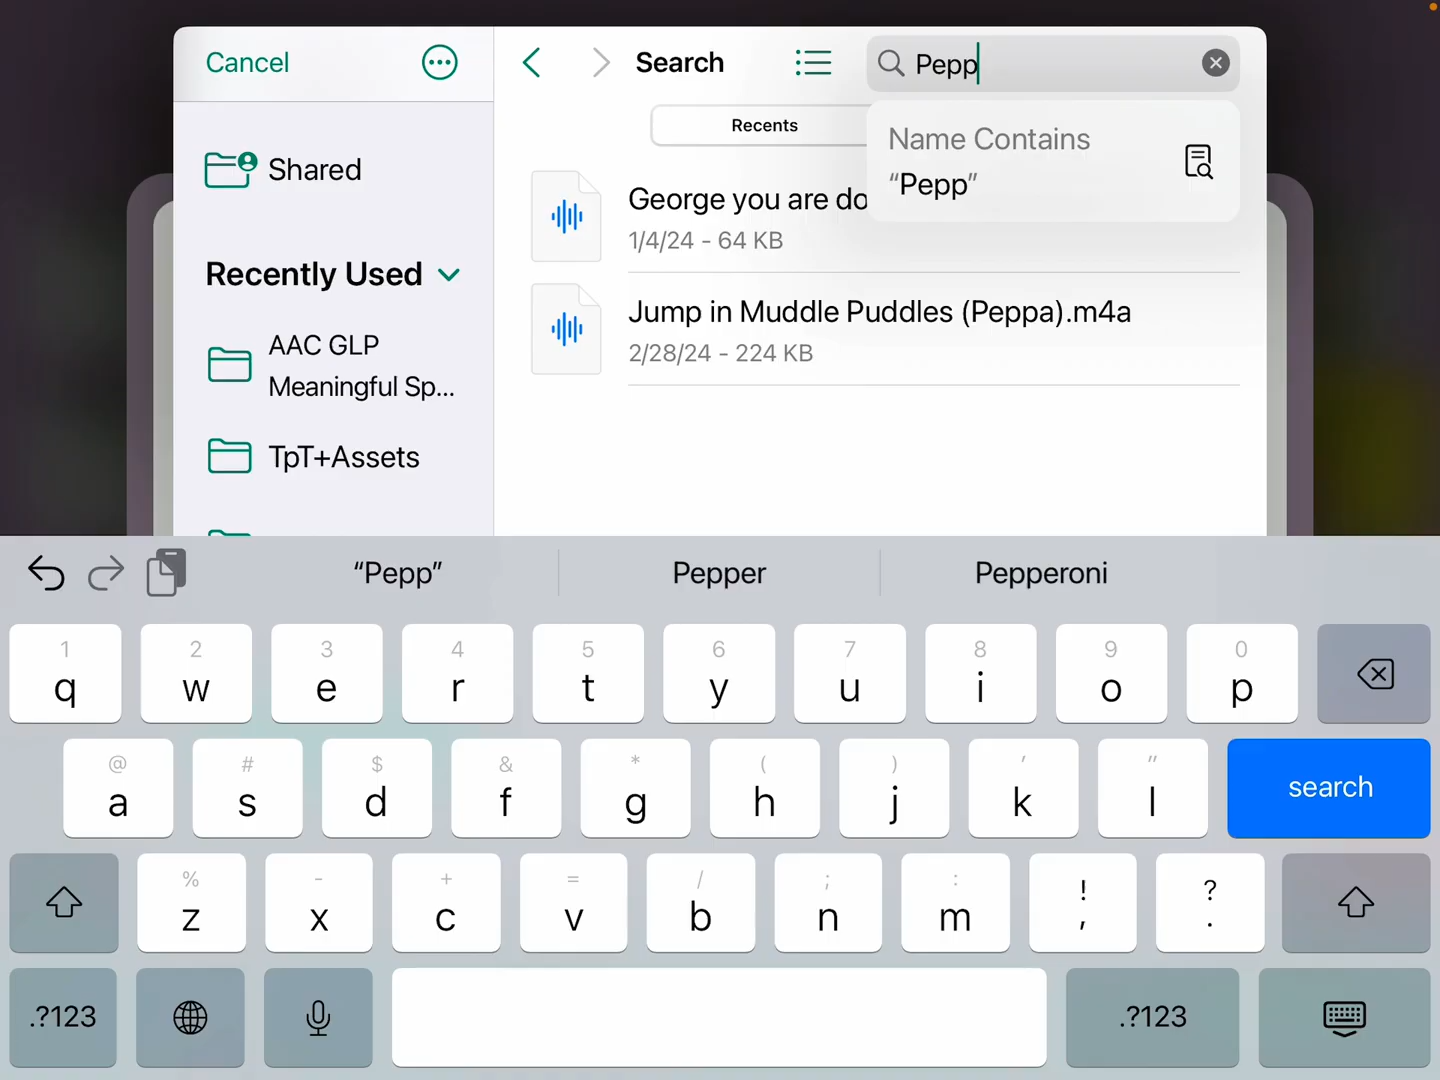 Cancel
Search
Pepp
Recents
Name Contains
“Pepp”
Shared
George you are do
1/4/24 - 64 KB
Recently Used
Jump in Muddle Puddles (Peppa).m4a
2/28/24 - 224 KB
AAC GLP
Meaningful Sp...
TpT+Assets
“Pepp” Pepper Pepperoni
1 2 3 4 5 6 7 8 9 0
q w e r t y u i o p
@ # $ & * ( ) ' "
a s d f g h j k l search
% - + = / ; : ! ?
z x c v b n m , .
.?123 .?123